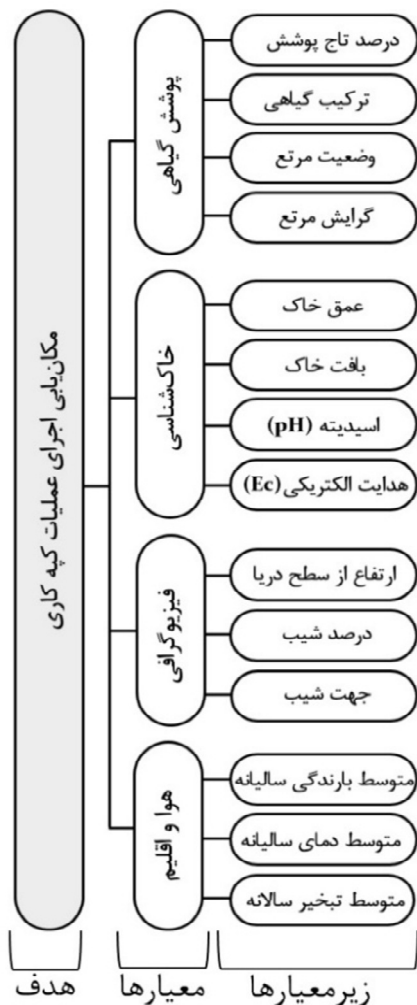 مکان‌یابی اجرای عملیات کپه کاری
پوشش گیاهی
درصد تاج پوشش
ترکیب گیاهی
وضعیت مرتع
گرایش مرتع
خاک‌شناسی
عمق خاک
بافت خاک
اسیدیته (pH)
هدایت الکتریکی (Ec)
فیزیوگرافی
ارتفاع از سطح دریا
درصد شیب
جهت شیب
هوا و اقلیم
متوسط بارندگی سالیانه
متوسط دمای سالیانه
متوسط تبخیر سالانه
هدف
معیارها
زیرمعیارها